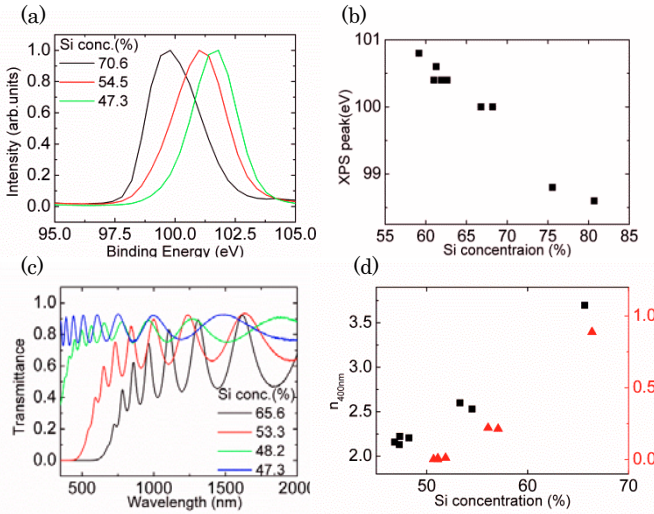 (a)
Si conc.(%)
70.6
54.5
47.3
1.0
0.8
0.6
0.4
0.2
0.0
Intensity (arb.units)
95.0 97.5 100.0 102.5 105.0
Binding Energy (eV)
(b)
101
100
99
98
XPS peak(eV)
55 60 65 70 75 80 85
Si concentraion (%)
(c)
1.0
0.8
0.6
0.4
0.2
0.0
Transmittance
Si conc.(%)
65.6
53.3
48.2
47.3
500 1000 1500 2000
Wavelength (nm)
(d)
3.5
3.0
2.5
2.0
n400nm
1.0
0.5
0.0
50 60 70
Si concentration (%)